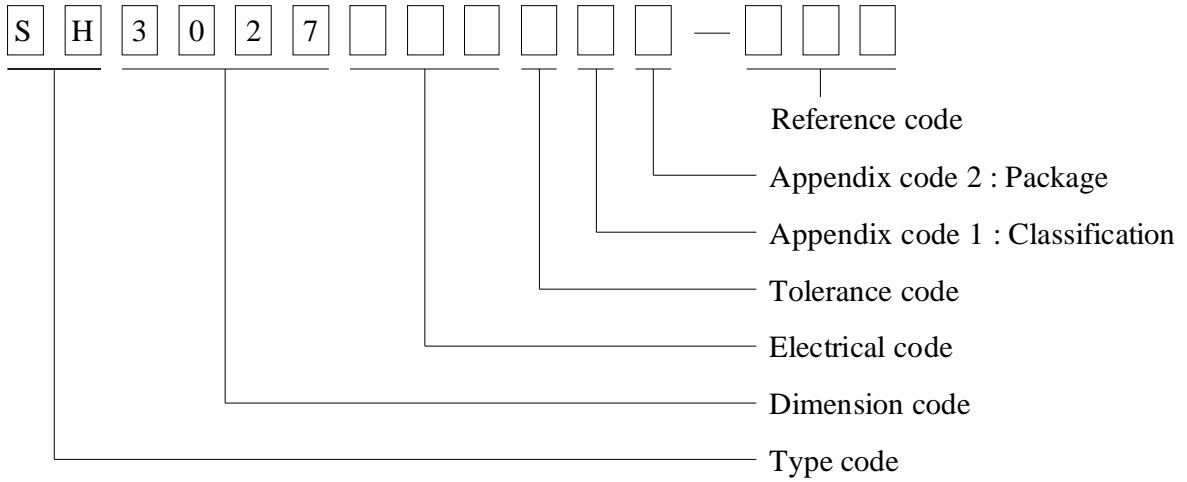 S H 3 0 2 7 —
Reference code
Appendix code 2 : Package
Appendix code 1 : Classification
Tolerance code
Electrical code
Dimension code
Type code